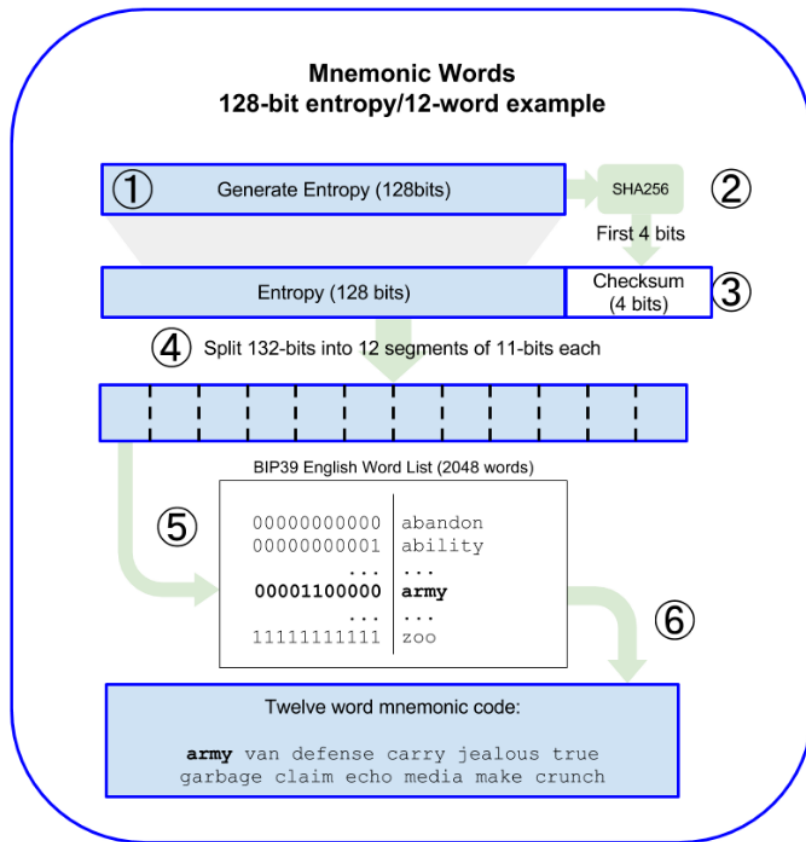 Mnemonic Words
128-bit entropy/12-word example
① Generate Entropy (128bits) SHA256 ②
First 4 bits
Entropy (128 bits) Checksum
(4 bits) ③
④ Split 132-bits into 12 segments of 11-bits each
BIP39 English Word List (2048 words)
⑤
00000000000 abandon
00000000001 ability
... ...
00001100000 army
... ...
11111111111 zoo
⑥
Twelve word mnemonic code:
army van defense carry jealous true
garbage claim echo media make crunch